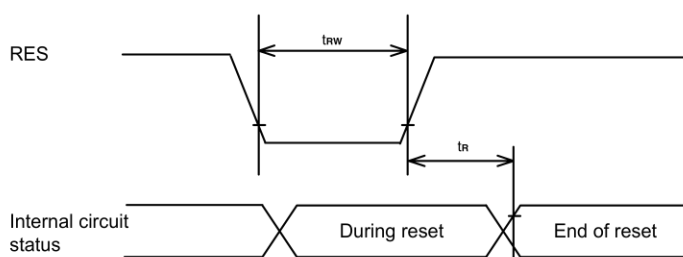 tRW
RES
tR
Internal circuit
status
During reset
End of reset